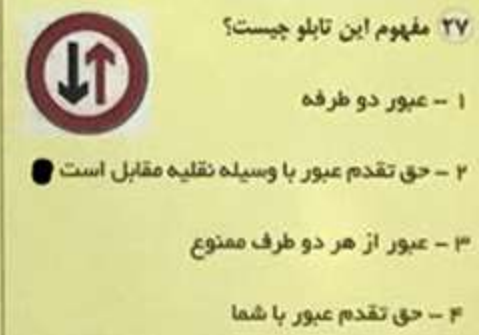 ۲۷ مفهوم این تابلو چیست؟
۱ – عبور دو طرفه
۲ – حق تقدم عبور با وسیله نقلیه مقابل است
۳ – عبور از هر دو طرف ممنوع
۴ – حق تقدم عبور با شما